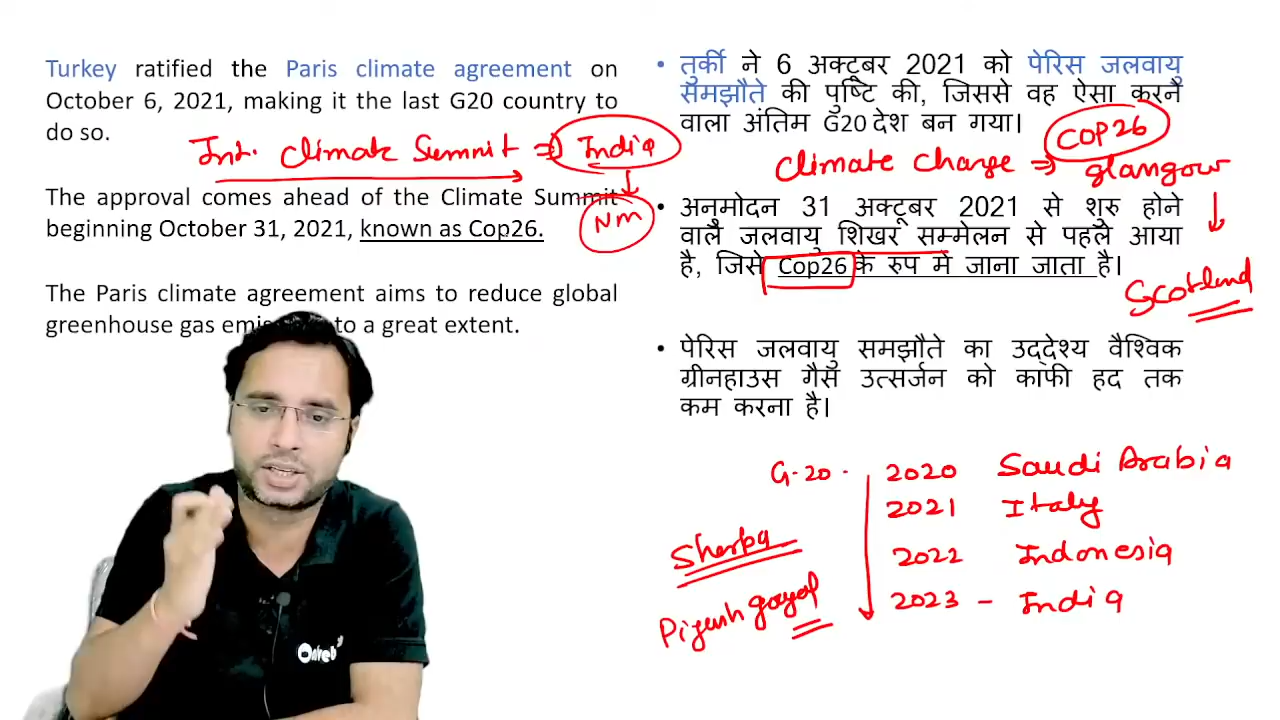 Turkey ratified the Paris climate agreement on
October 6, 2021, making it the last G20 country to
do so.
Int. Climate Summit ⇒ India
↓
NM
The approval comes ahead of the Climate Summit
beginning October 31, 2021, known as Cop26.
The Paris climate agreement aims to reduce global
greenhouse gas to a great extent.
• तुर्की ने 6 अक्टूबर 2021 को पेरिस जलवायु
समझौते की पुष्टि की, जिससे वह ऐसा करने
वाला अंतिम G20 देश बन गया।
COP26
Climate Change ⇒ glangow
↓
Scotland
• अनुमोदन 31 अक्टूबर 2021 से शुरु होने
वाले जलवायु शिखर सम्मेलन से पहले आया
है, जिसे Cop26 के रुप में जाना जाता है।
• पेरिस जलवायु समझौते का उद्देश्य वैश्विक
ग्रीनहाउस गैस उत्सर्जन को काफी हद तक
कम करना है।
G-20 -
2020 Saudi Arabia
2021 Italy
2022 Indonesia
2023 - India
Sherpa
Piyush goyal